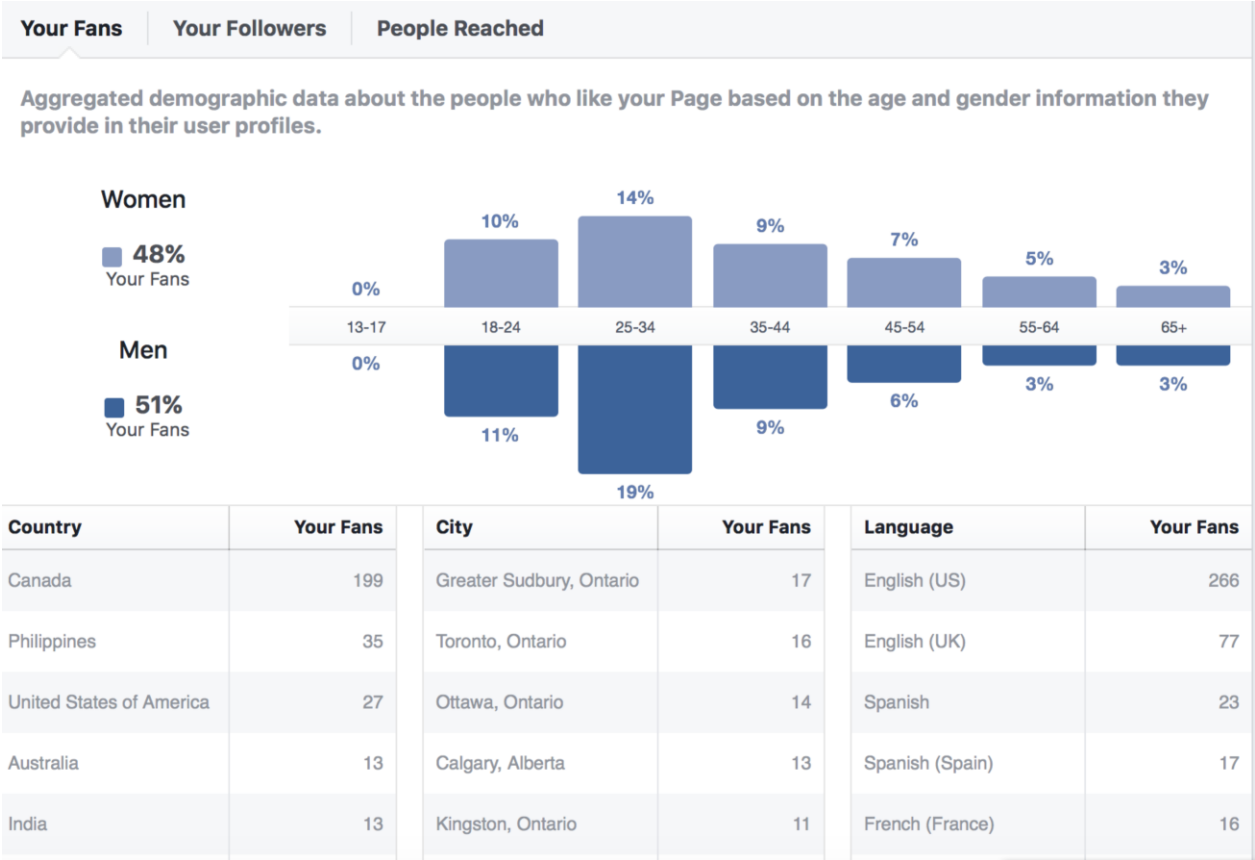 Your Fans Your Followers People Reached
Aggregated demographic data about the people who like your Page based on the age and gender information they
provide in their user profiles.
Women
48%
Your Fans
0% 10% 14% 9% 7% 5% 3%
13-17 18-24 25-34 35-44 45-54 55-64 65+
Men
51%
Your Fans
0% 11% 19% 9% 6% 3% 3%
Country Your Fans City Your Fans Language Your Fans
Canada 199 Greater Sudbury, Ontario 17 English (US) 266
Philippines 35 Toronto, Ontario 16 English (UK) 77
United States of America 27 Ottawa, Ontario 14 Spanish 23
Australia 13 Calgary, Alberta 13 Spanish (Spain) 17
India 13 Kingston, Ontario 11 French (France) 16